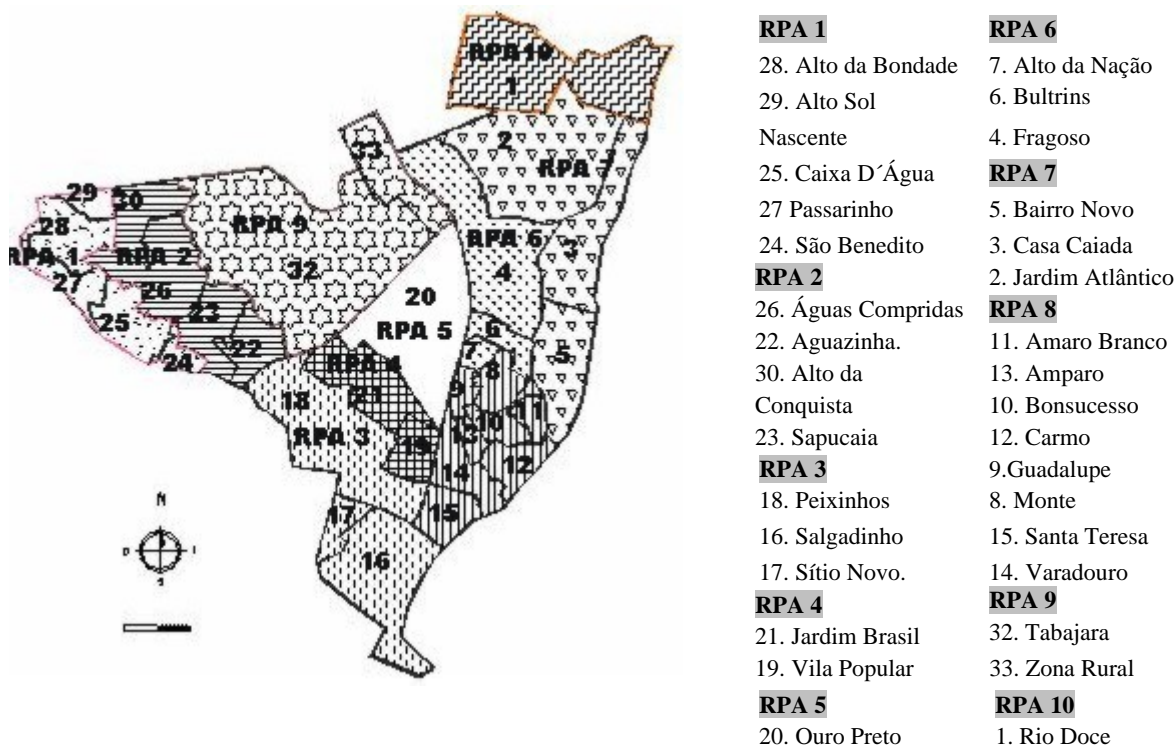 RPA 10
1
2
33
RPA 7
29
30
28
RPA 9
RPA 6
3
RPA 1
RPA 2
4
32
27
26
20
25
23
RPA 5
6
24
22
7
5
RPA 4
8
18
21
9
11
10
RPA 3
13
19
12
14
17
15
16
N
RPA 1
28. Alto da Bondade
29. Alto Sol
Nascente
25. Caixa D´Água
27 Passarinho
24. São Benedito
RPA 2
26. Águas Compridas
22. Aguazinha.
30. Alto da
Conquista
23. Sapucaia
RPA 3
18. Peixinhos
16. Salgadinho
17. Sítio Novo.
RPA 4
21. Jardim Brasil
19. Vila Popular
RPA 5
20. Ouro Preto
RPA 6
7. Alto da Nação
6. Bultrins
4. Fragoso
RPA 7
5. Bairro Novo
3. Casa Caiada
2. Jardim Atlântico
RPA 8
11. Amaro Branco
13. Amparo
10. Bonsucesso
12. Carmo
9.Guadalupe
8. Monte
15. Santa Teresa
14. Varadouro
RPA 9
32. Tabajara
33. Zona Rural
RPA 10
1. Rio Doce